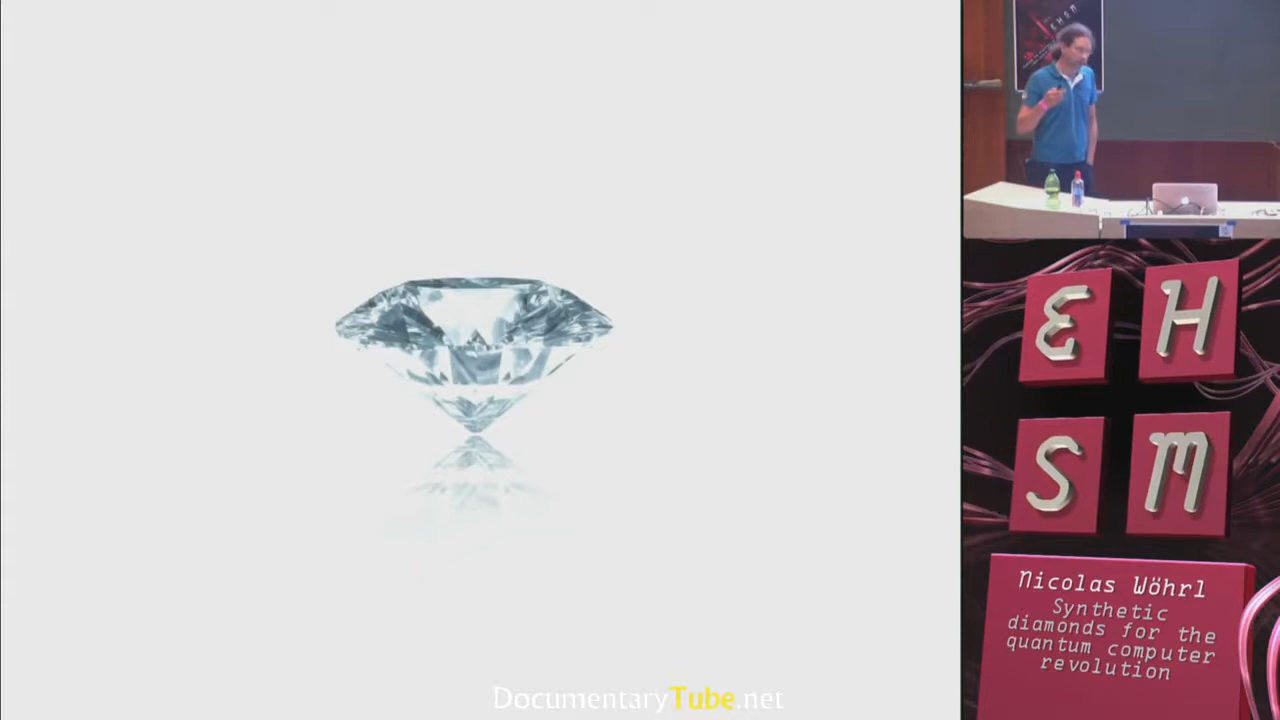 E H
S M
Nicolas Wöhrl
Synthetic
diamonds for the
quantum computer
revolution
DocumentaryTube.net